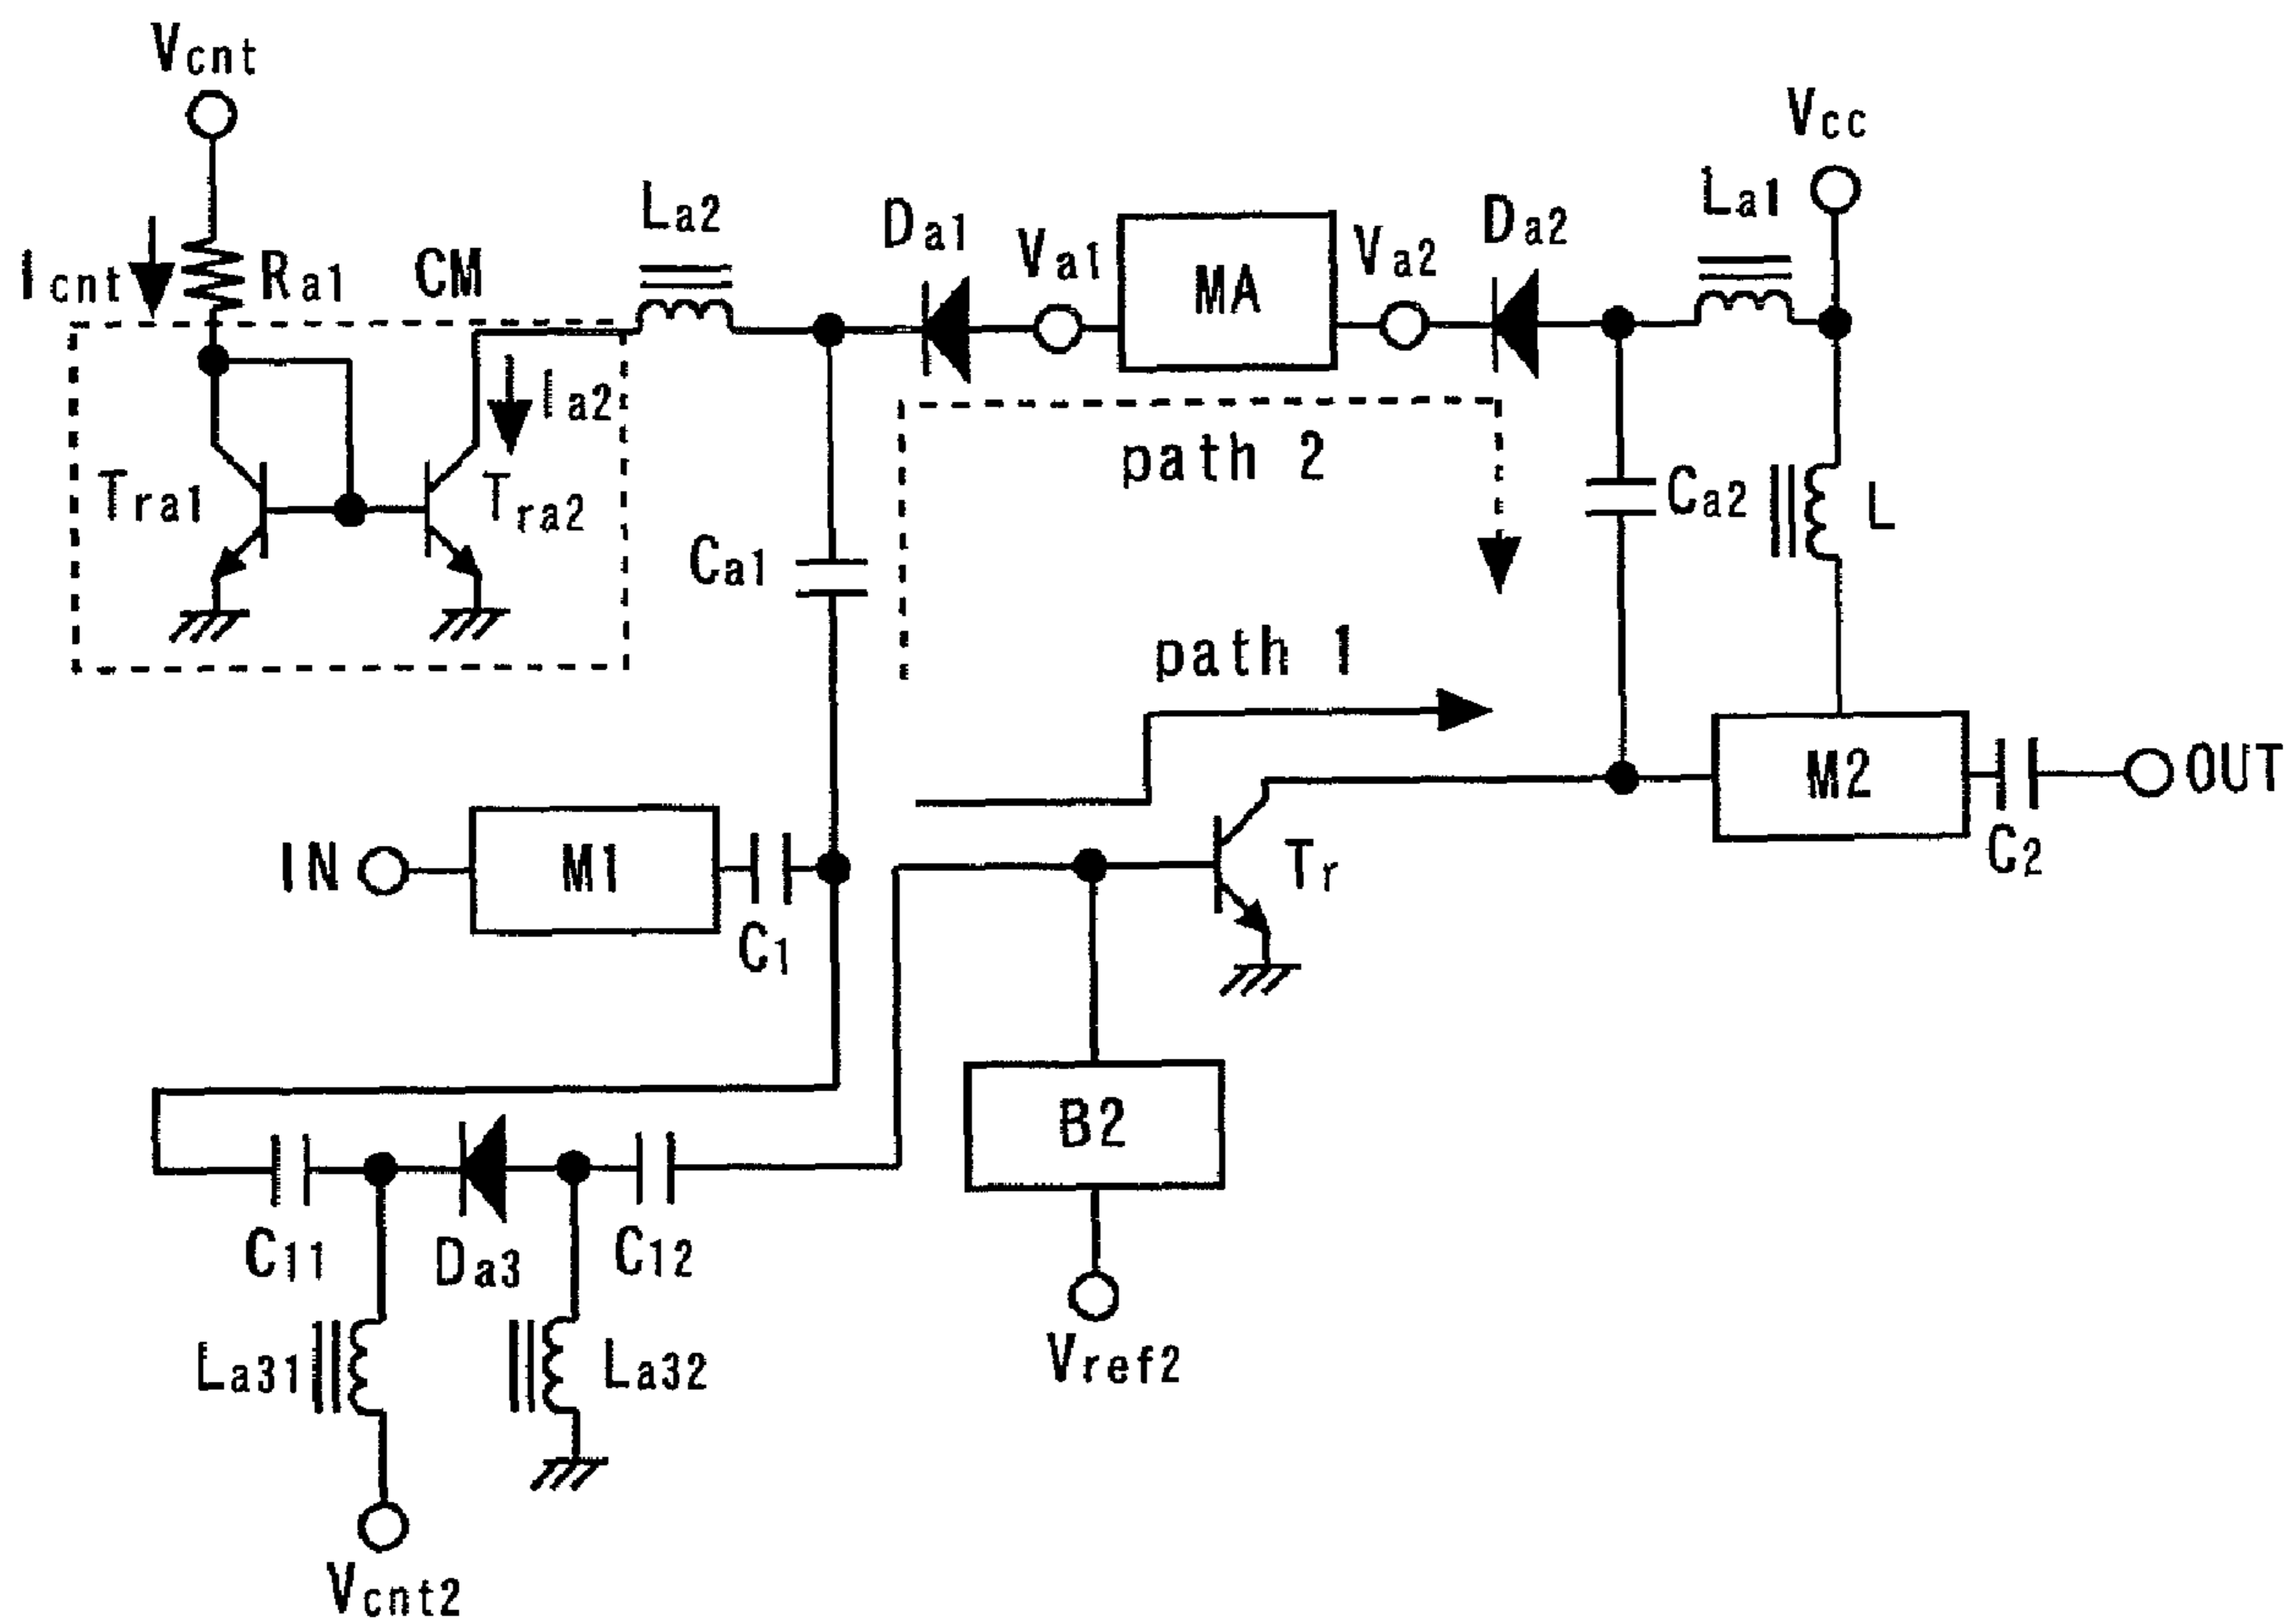 Vcnt
Vcc
La2
Da1
Va1
MA
Va2
Da2
La1
Icnt
Ra1
CM
Ia2
path 2
Tra1
Tra2
Ca1
Ca2
L
path 1
IN
M1
C1
Tr
M2
C2
OUT
B2
C11
Da3
C12
La31
La32
Vref2
Vcnt2